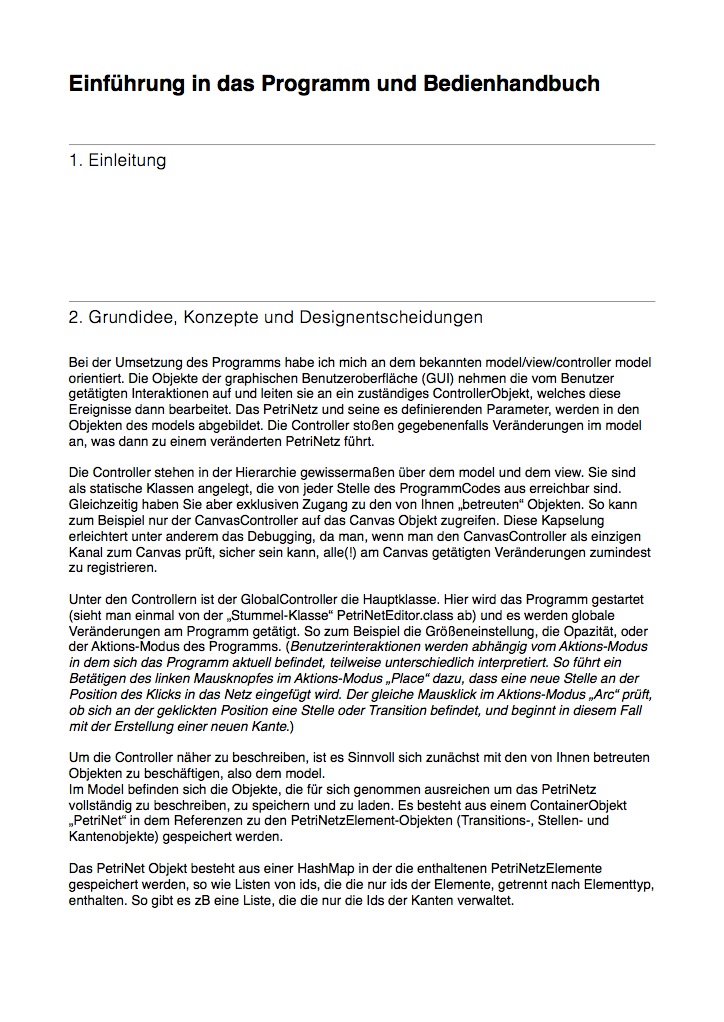 Einführung in das Programm und Bedienhandbuch
1. Einleitung
2. Grundidee, Konzepte und Designentscheidungen
Bei der Umsetzung des Programms habe ich mich an dem bekannten model/view/controller model
orientiert. Die Objekte der graphischen Benutzeroberfläche (GUI) nehmen die vom Benutzer
getätigten Interaktionen auf und leiten sie an ein zuständiges ControllerObjekt, welches diese
Ereignisse dann bearbeitet. Das PetriNetz und seine es definierenden Parameter, werden in den
Objekten des models abgebildet. Die Controller stoßen gegebenenfalls Veränderungen im model
an, was dann zu einem veränderten PetriNetz führt.
Die Controller stehen in der Hierarchie gewissermaßen über dem model und dem view. Sie sind
als statische Klassen angelegt, die von jeder Stelle des ProgrammCodes aus erreichbar sind.
Gleichzeitig haben Sie aber exklusiven Zugang zu den von Ihnen „betreuten“ Objekten. So kann
zum Beispiel nur der CanvasController auf das Canvas Objekt zugreifen. Diese Kapselung
erleichtert unter anderem das Debugging, da man, wenn man den CanvasController als einzigen
Kanal zum Canvas prüft, sicher sein kann, alle(!) am Canvas getätigten Veränderungen zumindest
zu registrieren.
Unter den Controllern ist der GlobalController die Hauptklasse. Hier wird das Programm gestartet
(sieht man einmal von der „Stummel-Klasse“ PetriNetEditor.class ab) und es werden globale
Veränderungen am Programm getätigt. So zum Beispiel die Größeneinstellung, die Opazität, oder
der Aktions-Modus des Programms. (Benutzerinteraktionen werden abhängig vom Aktions-Modus
in dem sich das Programm aktuell befindet, teilweise unterschiedlich interpretiert. So führt ein
Betätigen des linken Mausknopfes im Aktions-Modus „Place“ dazu, dass eine neue Stelle an der
Position des Klicks in das Netz eingefügt wird. Der gleiche Mausklick im Aktions-Modus „Arc“ prüft,
ob sich an der geklickten Position eine Stelle oder Transition befindet, und beginnt in diesem Fall
mit der Erstellung einer neuen Kante.)
Um die Controller näher zu beschreiben, ist es Sinnvoll sich zunächst mit den von Ihnen betreuten
Objekten zu beschäftigen, also dem model.
Im Model befinden sich die Objekte, die für sich genommen ausreichen um das PetriNetz
vollständig zu beschreiben, zu speichern und zu laden. Es besteht aus einem ContainerObjekt
„PetriNet“ in dem Referenzen zu den PetriNetzElement-Objekten (Transitions-, Stellen- und
Kantenobjekte) gespeichert werden.
Das PetriNet Objekt besteht aus einer HashMap in der die enthaltenen PetriNetzElemente
gespeichert werden, so wie Listen von ids, die die nur ids der Elemente, getrennt nach Elementtyp,
enthalten. So gibt es zB eine Liste, die die nur die Ids der Kanten verwaltet.